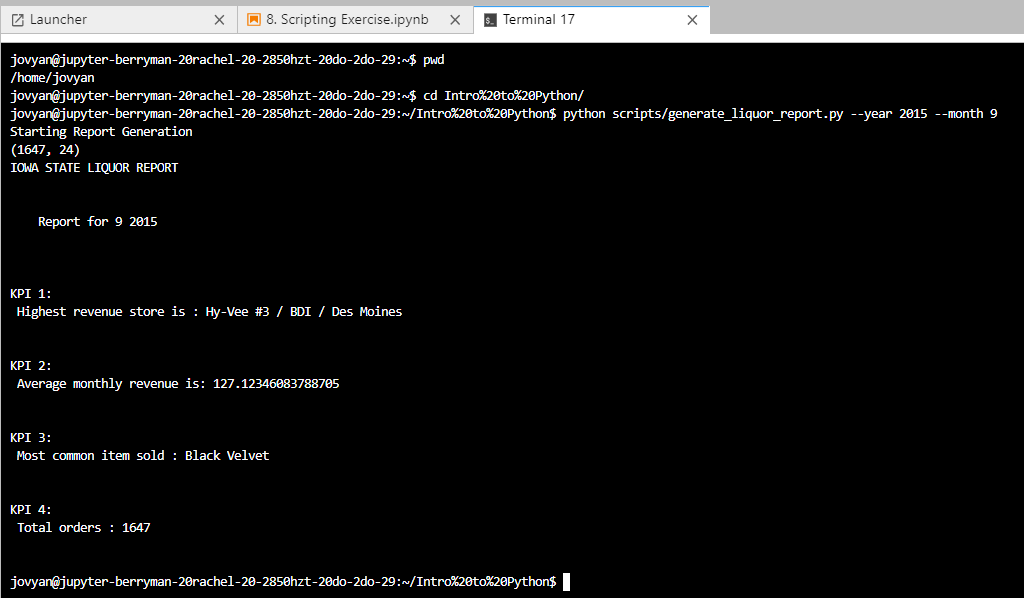 Launcher
8. Scripting Exercise.ipynb
Terminal 17
jovyan@jupyter-berryman-20rachel-20-2850hzt-20do-2do-29:~$ pwd
/home/jovyan
jovyan@jupyter-berryman-20rachel-20-2850hzt-20do-2do-29:~$ cd Intro%20to%20Python/
jovyan@jupyter-berryman-20rachel-20-2850hzt-20do-2do-29:~/Intro%20to%20Python$ python scripts/generate_liquor_report.py --year 2015 --month 9
Starting Report Generation
(1647, 24)
IOWA STATE LIQUOR REPORT
Report for 9 2015
KPI 1:
Highest revenue store is : Hy-Vee #3 / BDI / Des Moines
KPI 2:
Average monthly revenue is: 127.12346083788705
KPI 3:
Most common item sold : Black Velvet
KPI 4:
Total orders : 1647
jovyan@jupyter-berryman-20rachel-20-2850hzt-20do-2do-29:~/Intro%20to%20Python$